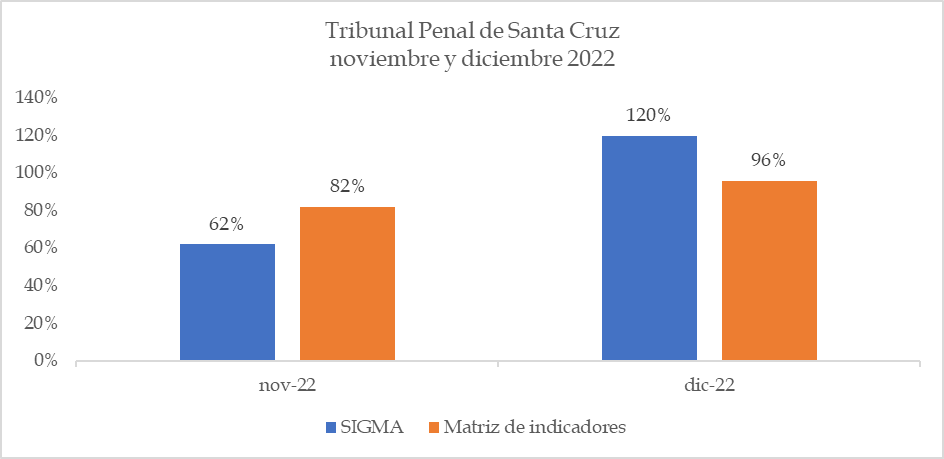 Tribunal Penal de Santa Cruz
noviembre y diciembre 2022
140%
120%
100%
80%
60%
40%
20%
0%
62%
82%
120%
96%
nov-22
dic-22
SIGMA
Matriz de indicadores